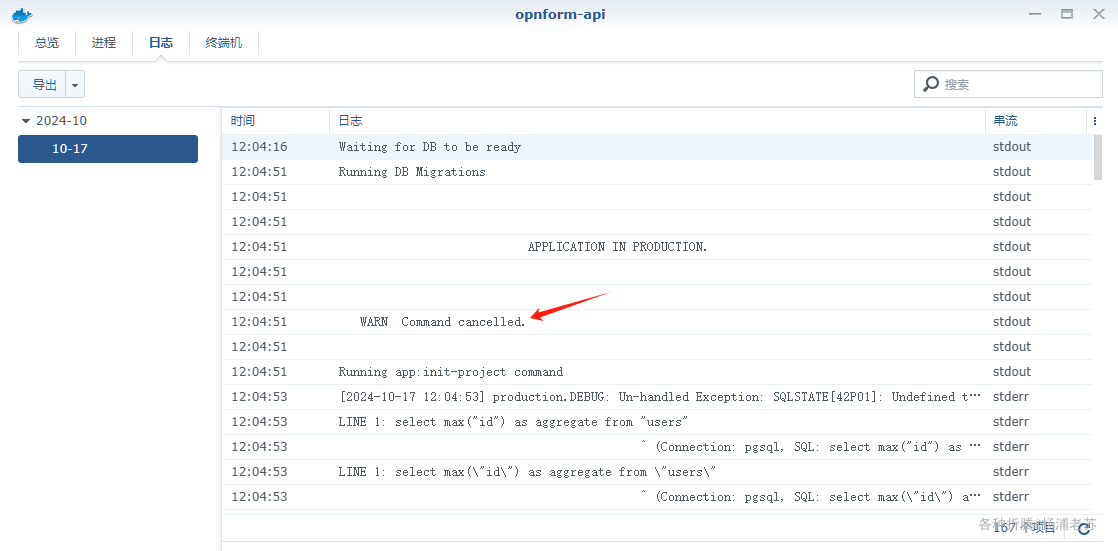 opnform-api
总览 进程 日志 终端机
导出 搜索
2024-10
10-17
时间 日志 串流
12:04:16 Waiting for DB to be ready stdout
12:04:51 Running DB Migrations stdout
12:04:51 stdout
12:04:51 stdout
12:04:51 APPLICATION IN PRODUCTION. stdout
12:04:51 stdout
12:04:51 stdout
12:04:51 WARN Command cancelled. stdout
12:04:51 stdout
12:04:51 Running app:init-project command stdout
12:04:53 [2024-10-17 12:04:53] production.DEBUG: Un-handled Exception: SQLSTATE[42P01]: Undefined t··· stderr
12:04:53 LINE 1: select max("id") as aggregate from "users" stderr
12:04:53 ^ (Connection: pgsql, SQL: select max("id") as ··· stderr
12:04:53 LINE 1: select max(\"id\") as aggregate from \"users\" stderr
12:04:53 ^ (Connection: pgsql, SQL: select max(\"id\") a··· stderr
167 个项目
各种折腾@杨浦老苏